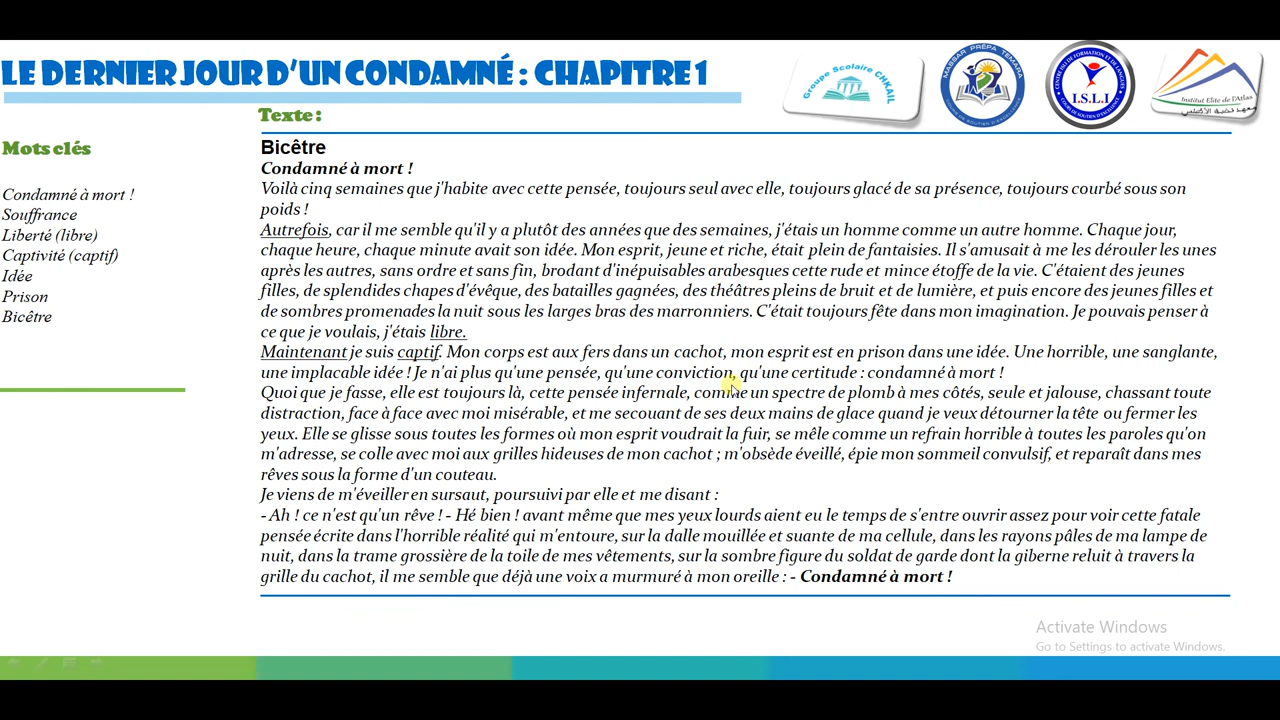 LE DERNIER JOUR D'UN CONDAMNÉ : CHAPITRE 1
Groupe Scolaire CHKAIL
MASSAR PRÉPA TEMARA
I.S.L.I
Institut Elite de l'Atlas
Texte :
Mots clés
Condamné à mort !
Souffrance
Liberté (libre)
Captivité (captif)
Idée
Prison
Bicêtre
Bicêtre
Condamné à mort !
Voilà cinq semaines que j'habite avec cette pensée, toujours seul avec elle, toujours glacé de sa présence, toujours courbé sous son
poids !
Autrefois, car il me semble qu'il y a plutôt des années que des semaines, j'étais un homme comme un autre homme. Chaque jour,
chaque heure, chaque minute avait son idée. Mon esprit, jeune et riche, était plein de fantaisies. Il s'amusait à me les dérouler les unes
après les autres, sans ordre et sans fin, brodant d'inépuisables arabesques cette rude et mince étoffe de la vie. C'étaient des jeunes
filles, de splendides chapes d'évêque, des batailles gagnées, des théâtres pleins de bruit et de lumière, et puis encore des jeunes filles et
de sombres promenades la nuit sous les larges bras des marronniers. C'était toujours fête dans mon imagination. Je pouvais penser à
ce que je voulais, j'étais libre.
Maintenant je suis captif. Mon corps est aux fers dans un cachot, mon esprit est en prison dans une idée. Une horrible, une sanglante,
une implacable idée ! Je n'ai plus qu'une pensée, qu'une conviction, qu'une certitude : condamné à mort !
Quoi que je fasse, elle est toujours là, cette pensée infernale, comme un spectre de plomb à mes côtés, seule et jalouse, chassant toute
distraction, face à face avec moi misérable, et me secouant de ses deux mains de glace quand je veux détourner la tête ou fermer les
yeux. Elle se glisse sous toutes les formes où mon esprit voudrait la fuir, se mêle comme un refrain horrible à toutes les paroles qu'on
m'adresse, se colle avec moi aux grilles hideuses de mon cachot ; m'obsède éveillé, épie mon sommeil convulsif, et reparaît dans mes
rêves sous la forme d'un couteau.
Je viens de m'éveiller en sursaut, poursuivi par elle et me disant :
- Ah ! ce n'est qu'un rêve ! - Hé bien ! avant même que mes yeux lourds aient eu le temps de s'entre ouvrir assez pour voir cette fatale
pensée écrite dans l'horrible réalité qui m'entoure, sur la dalle mouillée et suante de ma cellule, dans les rayons pâles de ma lampe de
nuit, dans la trame grossière de la toile de mes vêtements, sur la sombre figure du soldat de garde dont la giberne reluit à travers la
grille du cachot, il me semble que déjà une voix a murmuré à mon oreille : - Condamné à mort !
Activate Windows
Go to Settings to activate Windows.